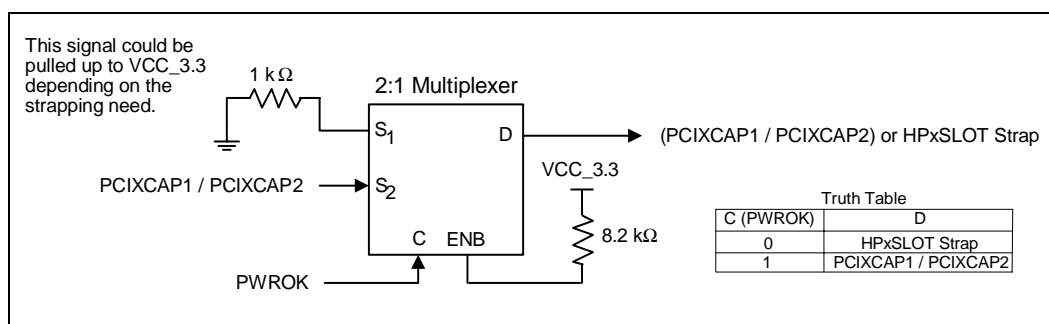 This signal could be
pulled up to VCC_3.3
depending on the
strapping need.
1 kΩ
2:1 Multiplexer
S1
D
(PCIXCAP1 / PCIXCAP2) or HPxSLOT Strap
VCC_3.3
PCIXCAP1 / PCIXCAP2
S2
8.2 kΩ
C ENB
PWROK
Truth Table
C (PWROK) D
0 HPxSLOT Strap
1 PCIXCAP1 / PCIXCAP2